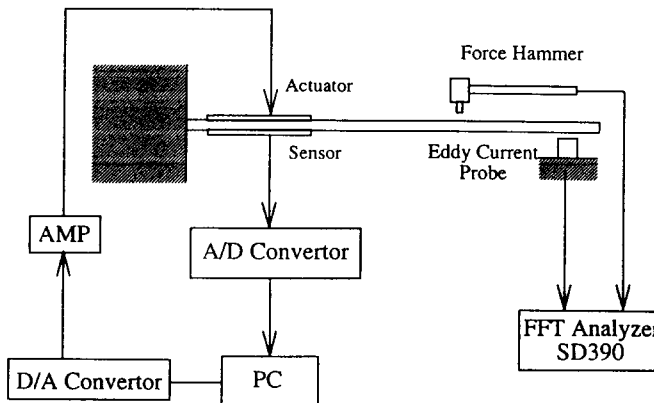 Force Hammer
Actuator
Sensor
Eddy Current
Probe
AMP
A/D Convertor
FFT Analyzer
SD390
D/A Convertor
PC